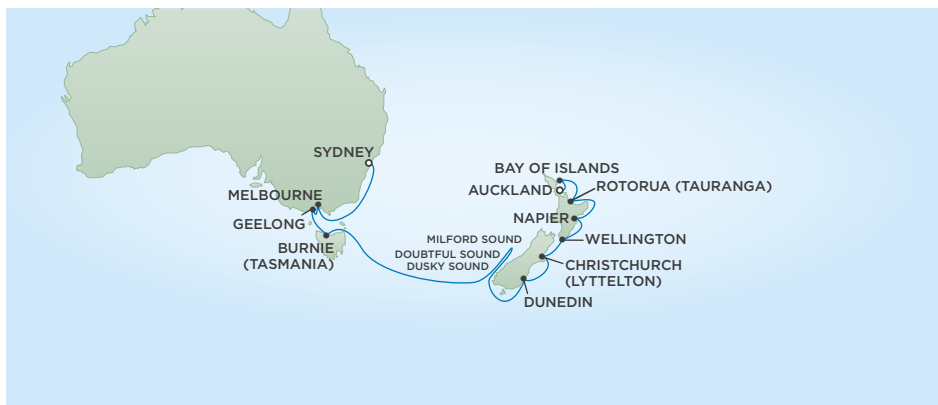 SYDNEY
BAY OF ISLANDS
AUCKLAND
ROTORUA (TAURANGA)
MELBOURNE
GEELONG
NAPIER
BURNIE
(TASMANIA)
MILFORD SOUND
DOUBTFUL SOUND
DUSKY SOUND
WELLINGTON
CHRISTCHURCH
(LYTTELTON)
DUNEDIN